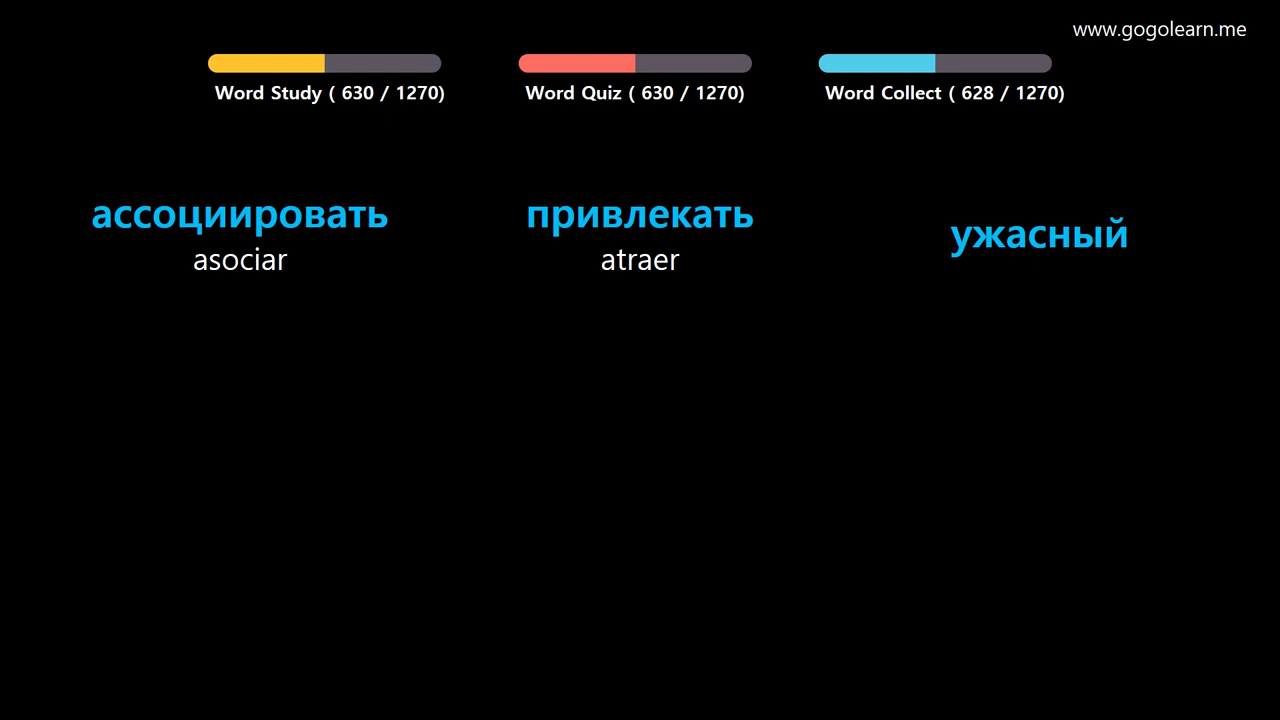 www.gogolearn.me
Word Study ( 630 / 1270)
Word Quiz ( 630 / 1270)
Word Collect ( 628 / 1270)
ассоциировать
asociar
привлекать
atraer
ужасный